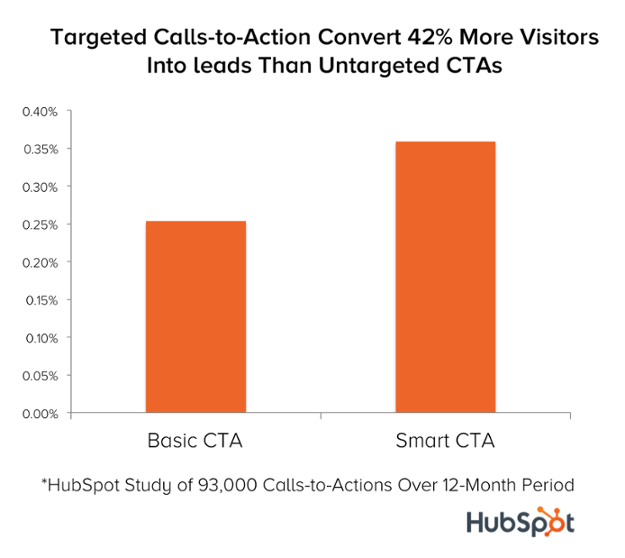 Targeted Calls-to-Action Convert 42% More Visitors
Into leads Than Untargeted CTAs
0.40%
0.35%
0.30%
0.25%
0.20%
0.15%
0.10%
0.05%
0.00%
Basic CTA
Smart CTA
*HubSpot Study of 93,000 Calls-to-Actions Over 12-Month Period
HubSpot